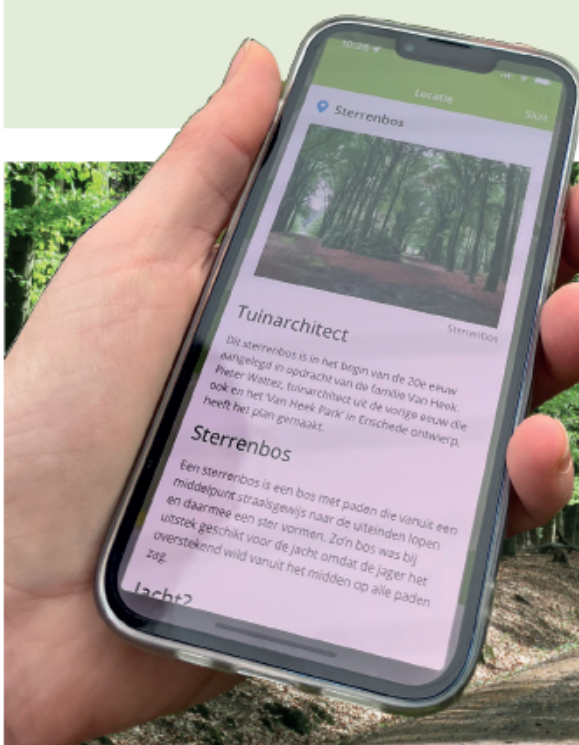 10:26
Locatie
Sluit
Sterrenbos
Sterrenbos
Tuinarchitect
Dit sterrenbos is in het begin van de 20e eeuw
aangelegd in opdracht van de familie Van Heek.
Pieter Wattez, tuinarchitect uit de vorige eeuw die
ook en het 'Van Heek Park' in Enschede ontwierp,
heeft het plan gemaakt.
Sterrenbos
Een sterrenbos is een bos met paden die vanuit een
middelpunt straalsgewijs naar de uiteinden lopen
en daarmee een ster vormen. Zo'n bos was bij
uitstek geschikt voor de jacht omdat de jager het
overstekend wild vanuit het midden op alle paden
zag.
Jacht?